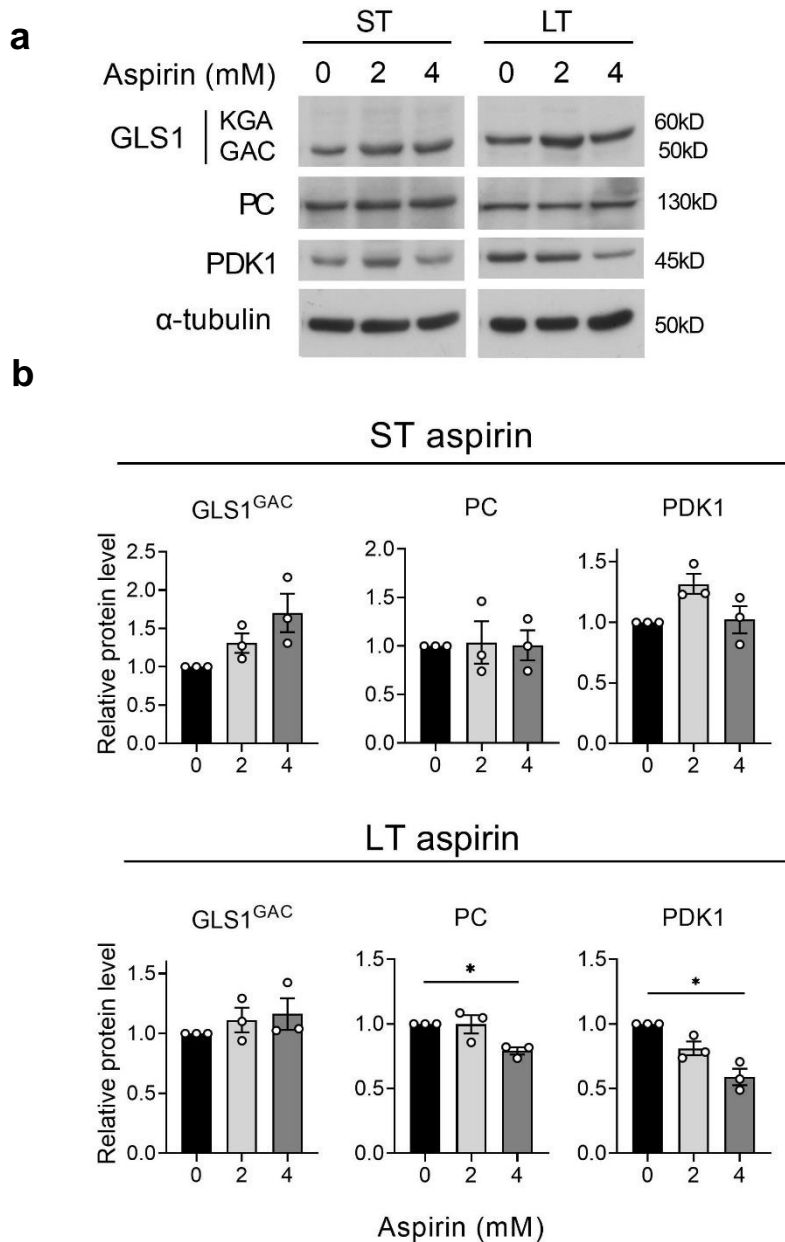 a
ST LT
Aspirin (mM) 0 2 4 0 2 4
GLS1 KGA 60kD
GAC 50kD
PC 130kD
PDK1 45kD
α-tubulin 50kD
b
ST aspirin
GLS1GAC PC PDK1
Relative protein level
2.5
2.0
1.5
1.0
0.5
0.0
0 2 4
2.0
1.5
1.0
0.5
0.0
0 2 4
1.5
1.0
0.5
0.0
0 2 4
LT aspirin
GLS1GAC PC PDK1
Relative protein level
1.5
1.0
0.5
0.0
0 2 4
1.5
*
1.0
0.5
0.0
0 2 4
1.5
*
1.0
0.5
0.0
0 2 4
Aspirin (mM)